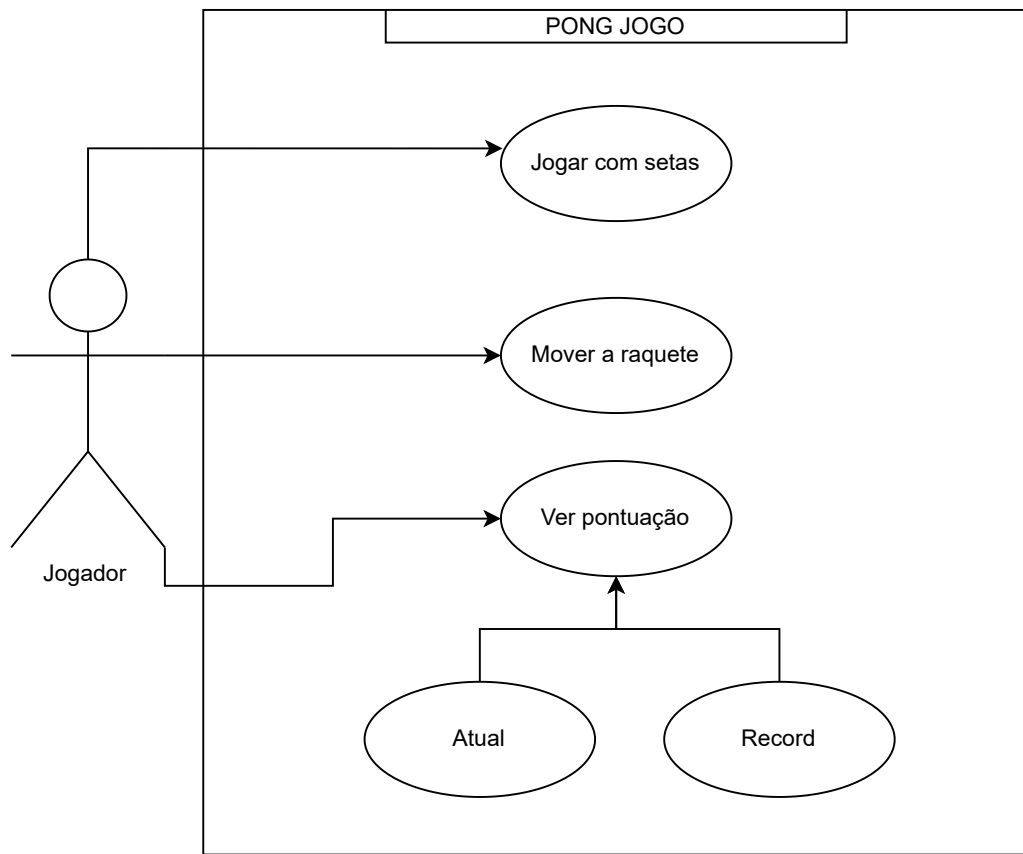 PONG JOGO
Jogar com setas
Mover a raquete
Ver pontuação
Jogador
Atual
Record